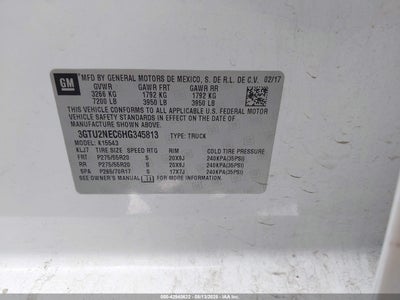 GM
MFD BY GENERAL MOTORS DE MEXICO, S. DE R.L. DE C.V. 02/17
GVWR GAWR FRT GAWR RR
3266 KG 1792 KG 1792 KG
7200 LB 3950 LB 3950 LB
THIS VEHICLE CONFORMS TO ALL APPLICABLE U.S. FEDERAL MOTOR
VEHICLE SAFETY STANDARDS IN EFFECT ON THE DATE OF
MANUFACTURE SHOWN ABOVE.
3GTU2NEC6HG345813 TYPE: TRUCK
MODEL: K15543
KLJ7 TIRE SIZE SPEED RTG RIM COLD TIRE PRESSURE
FRT P275/55R20 S 20X9J 240KPA(35PSI)
RR P275/55R20 S 20X9J 240KPA(35PSI)
SPA P265/70R17 S 17X7J 240KPA(35PSI)
SEE OWNER'S MANUAL FOR MORE INFORMATION.